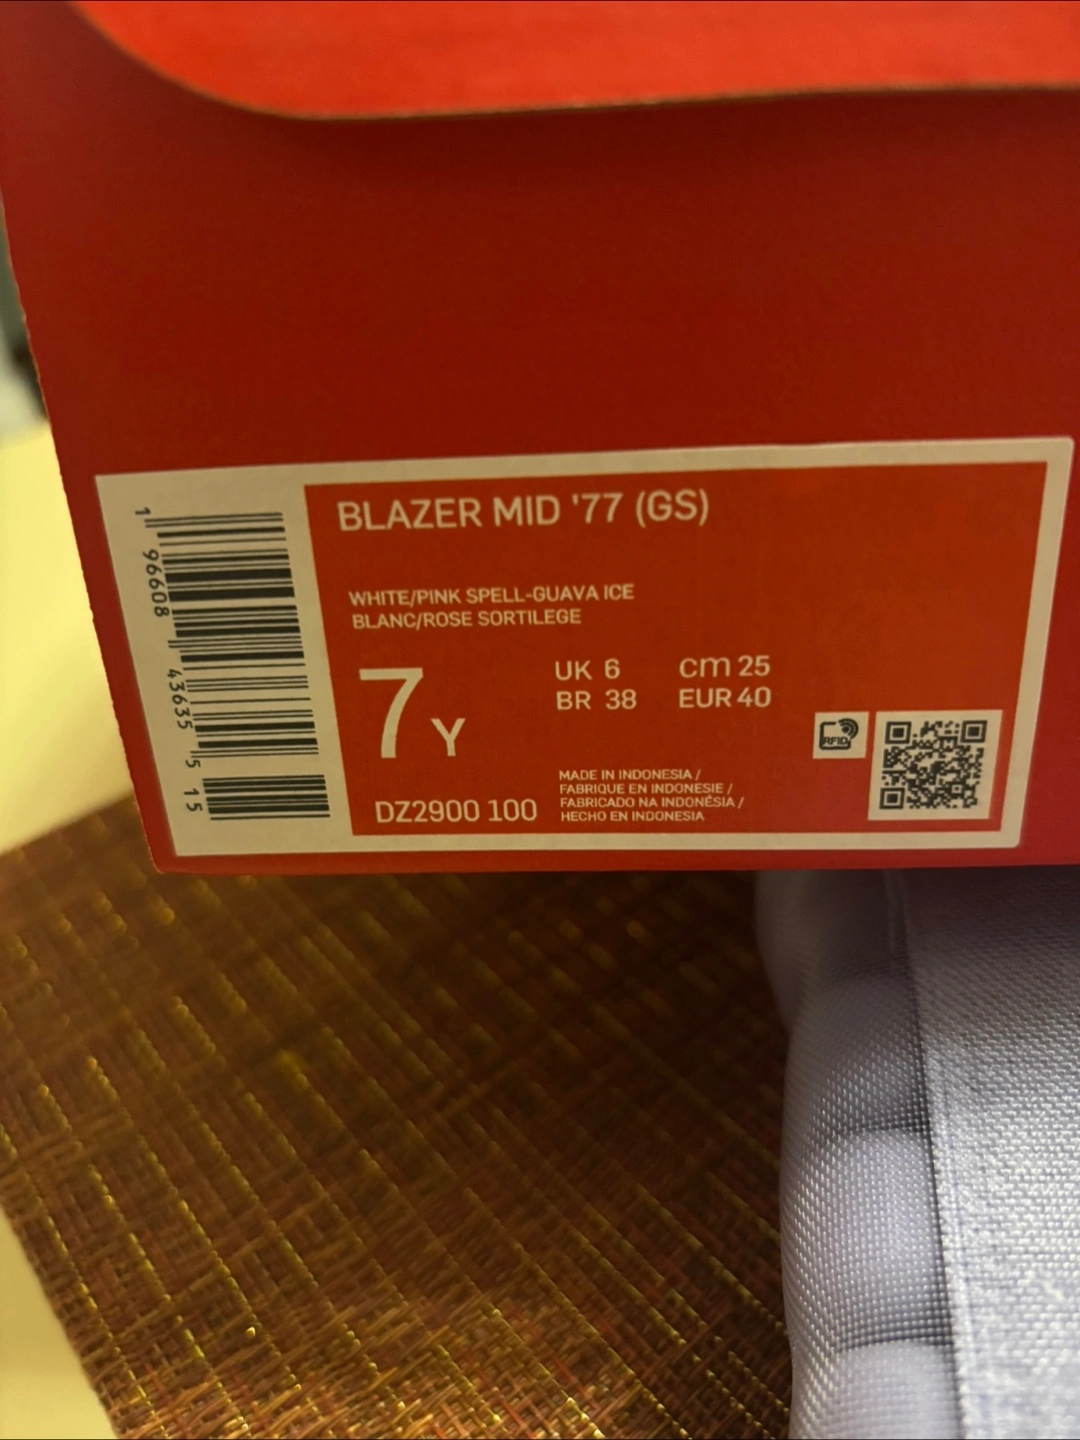 BLAZER MID '77 (GS)
WHITE/PINK SPELL-GUAVA ICE
BLANC/ROSE SORTILEGE
7 Y
UK 6 cm 25
BR 38 EUR 40
DZ2900 100
MADE IN INDONESIA /
FABRIQUE EN INDONESIE /
FABRICADO NA INDONÉSIA /
HECHO EN INDONESIA
RFID
1 96608 43635 5 15